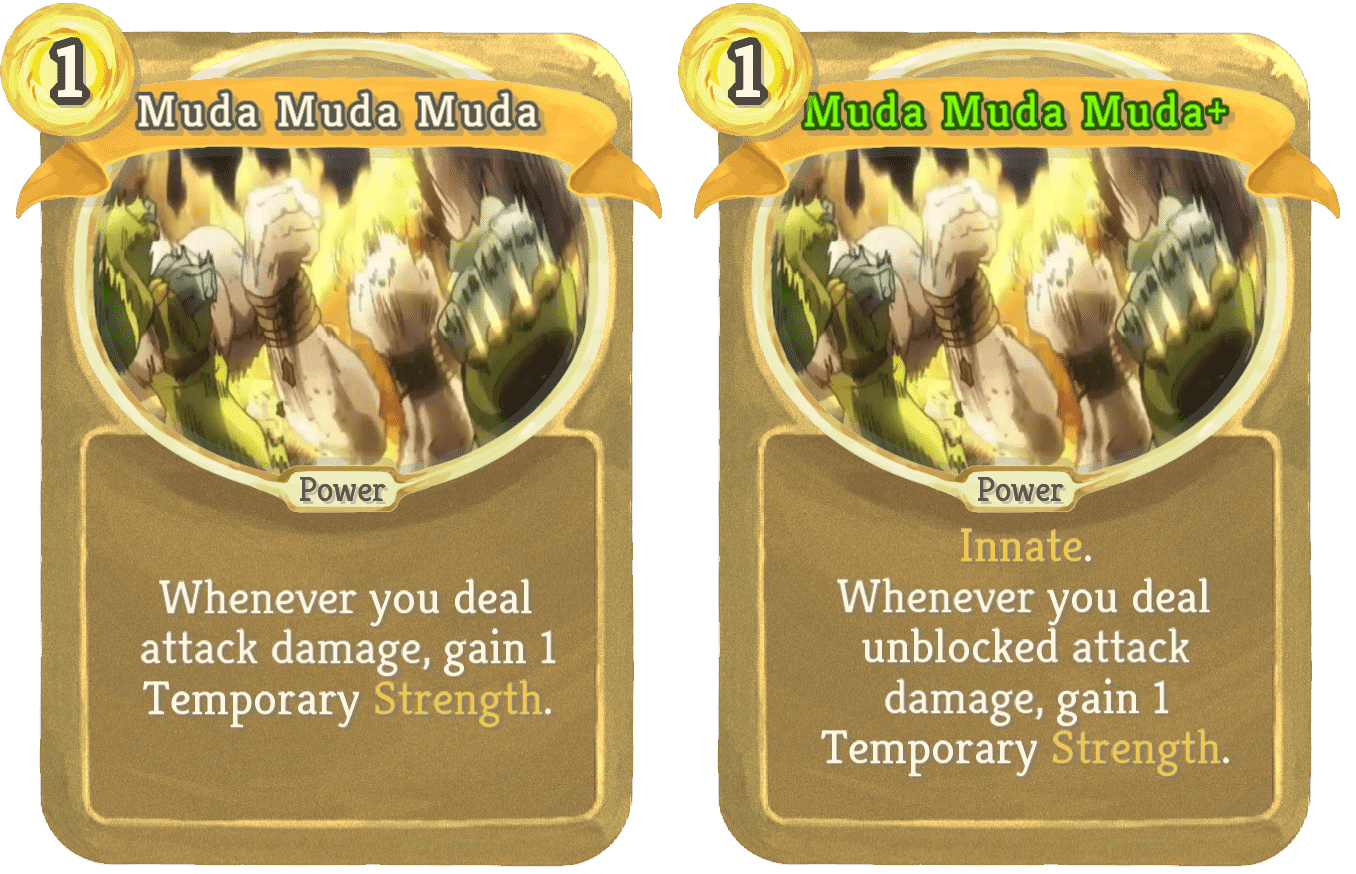 1
Muda Muda Muda
Power
Whenever you deal
attack damage, gain 1
Temporary Strength.
1
Muda Muda Muda+
Power
Innate.
Whenever you deal
unblocked attack
damage, gain 1
Temporary Strength.